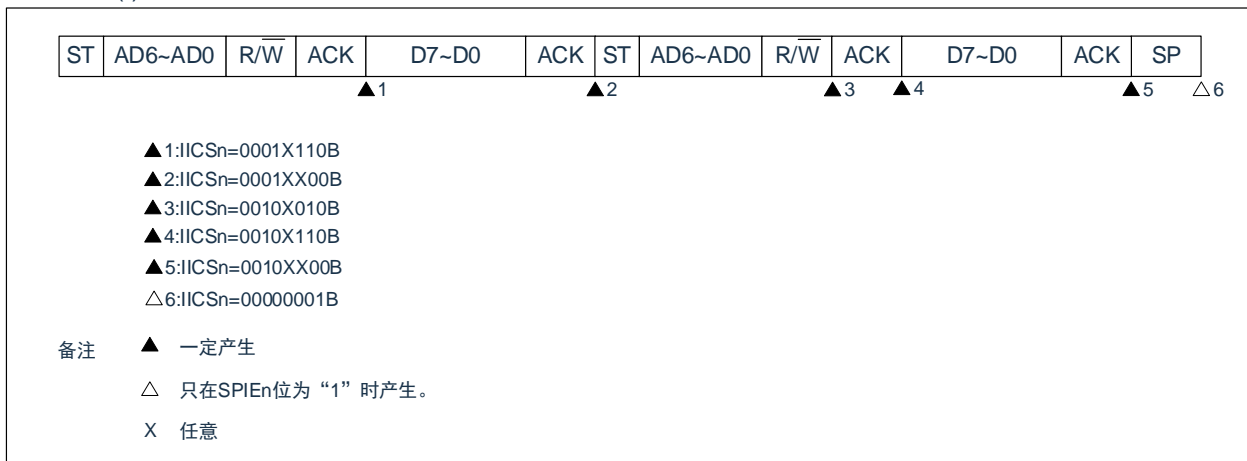 ST AD6~AD0 R/W̅ ACK D7~D0 ACK ST AD6~AD0 R/W̅ ACK D7~D0 ACK SP
▲1 ▲2 ▲3 ▲4 ▲5 △6
▲1:IICSn=0001X110B
▲2:IICSn=0001XX00B
▲3:IICSn=0010X010B
▲4:IICSn=0010X110B
▲5:IICSn=0010XX00B
△6:IICSn=00000001B
备注 ▲ 一定产生
△ 只在SPIEn位为“1”时产生。
X 任意